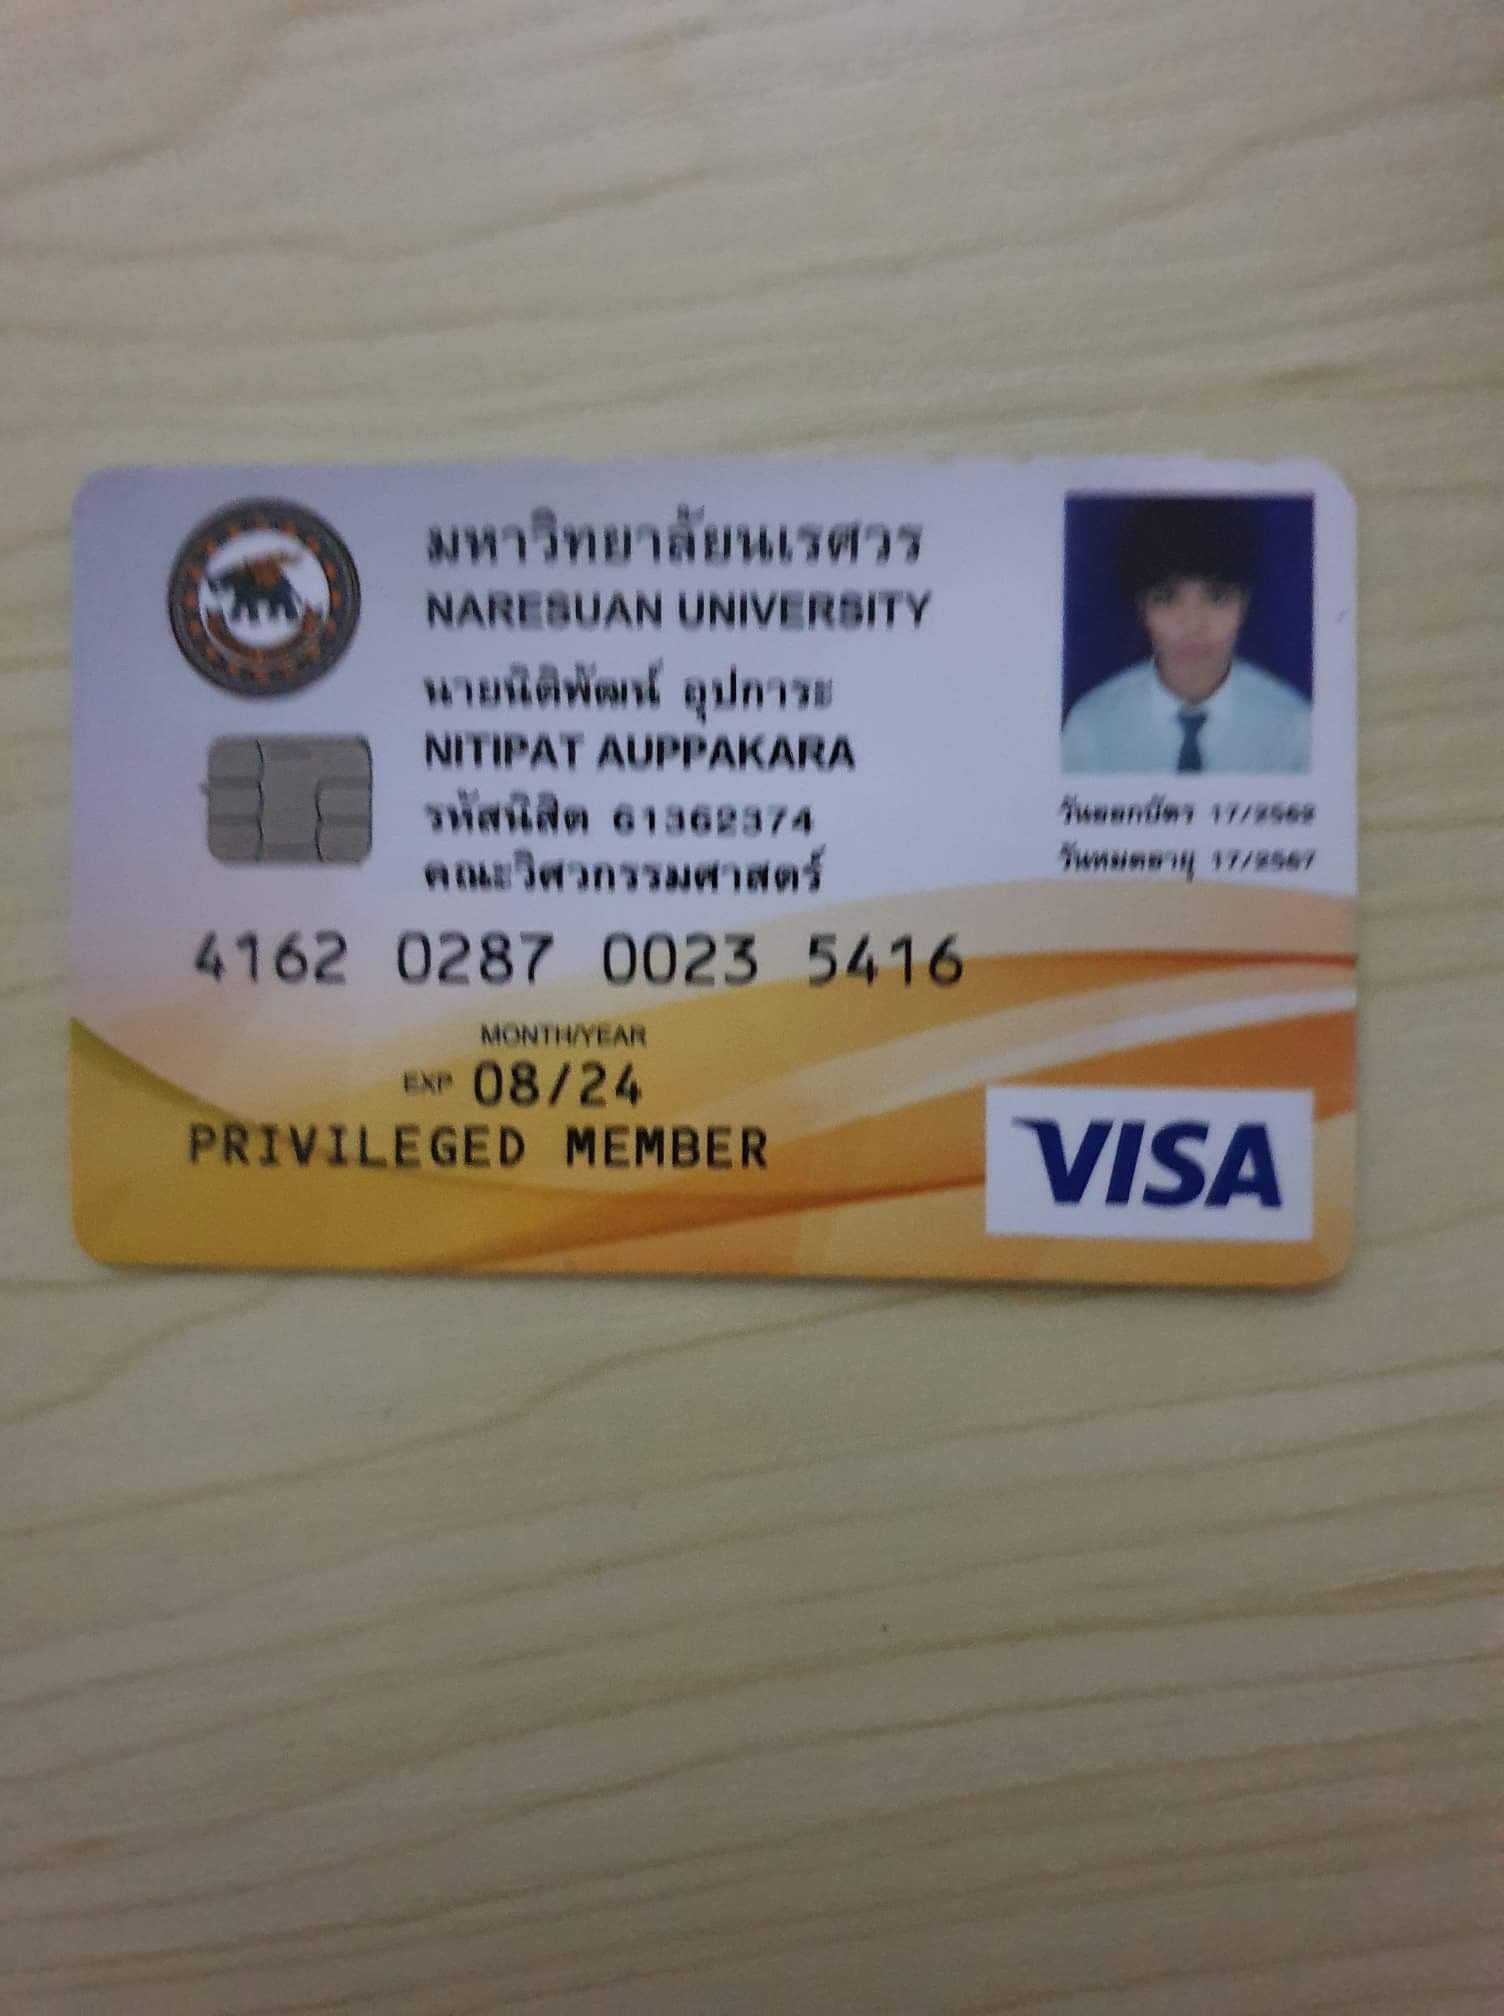 มหาวิทยาลัยนเรศวร
NARESUAN UNIVERSITY
นายนิติพัฒน์ อุปการะ
NITIPAT AUPPAKARA
รหัสนิสิต 61362374
คณะวิศวกรรมศาสตร์
วันออกบัตร 17/2562
วันหมดอายุ 17/2567
4162 0287 0023 5416
MONTH/YEAR
EXP 08/24
PRIVILEGED MEMBER
VISA